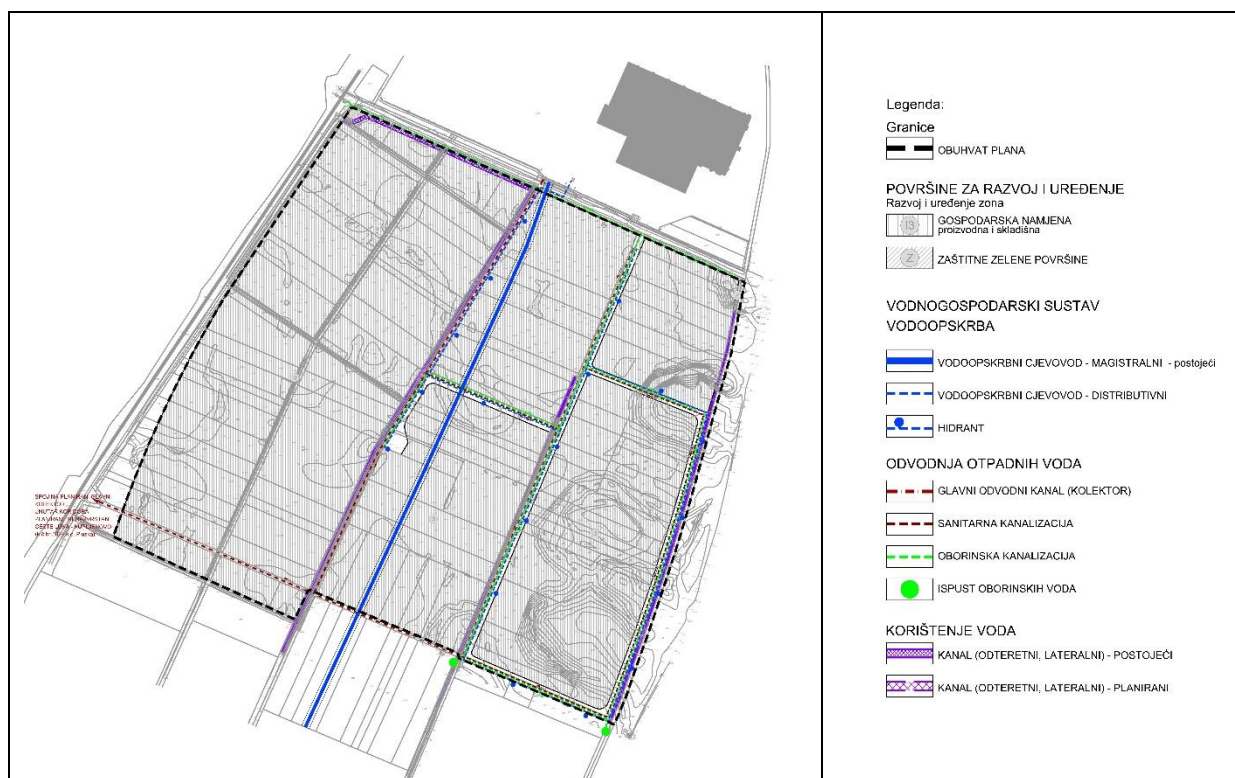 Legenda:
Granice
OBUHVAT PLANA
POVRŠINE ZA RAZVOJ I UREĐENJE
Razvoj i uređenje zona
I3
GOSPODARSKA NAMJENA
proizvodna i skladišna
Z
ZAŠTITNE ZELENE POVRŠINE
VODNOGOSPODARSKI SUSTAV
VODOOPSKRBA
VODOOPSKRBNI CJEVOVOD - MAGISTRALNI - postojeći
VODOOPSKRBNI CJEVOVOD - DISTRIBUTIVNI
HIDRANT
ODVODNJA OTPADNIH VODA
GLAVNI ODVODNI KANAL (KOLEKTOR)
SANITARNA KANALIZACIJA
OBORINSKA KANALIZACIJA
ISPUST OBORINSKIH VODA
KORIŠTENJE VODA
KANAL (ODTERETNI, LATERALNI) - POSTOJEĆI
KANAL (ODTERETNI, LATERALNI) - PLANIRANI